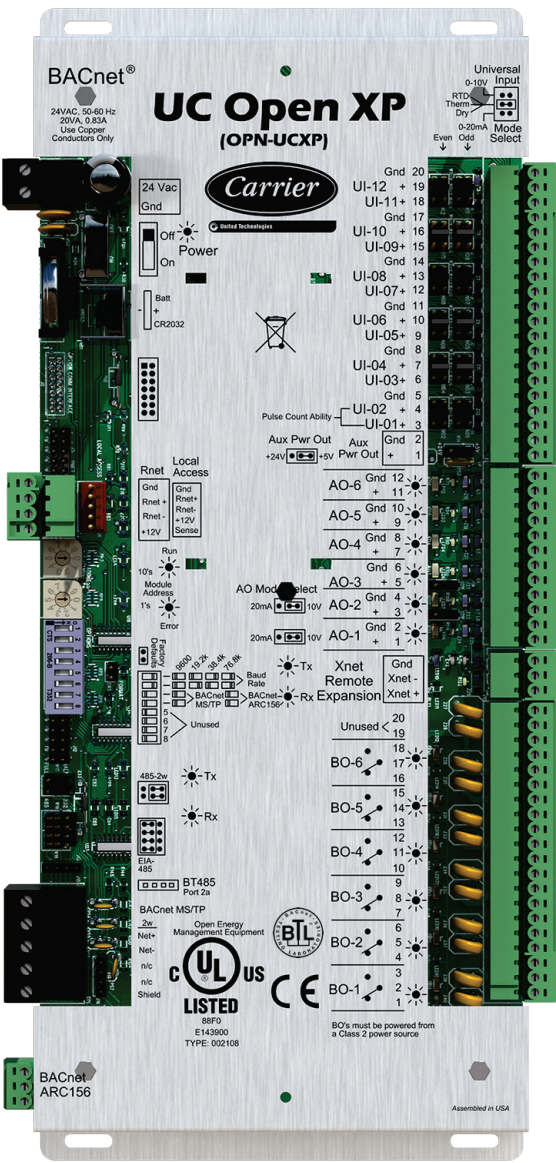 BACnet®
24VAC, 50-60 Hz
20VA, 0.83A
Use Copper
Conductors Only
UC Open XP
(OPN-UCXP)
Universal
Input
0-10V
RTD
Therm
Dry
0-20mA
Mode
Select
Even
Odd
24 Vac
Gnd
Carrier
United Technologies
Off
On
Power
Batt
- +
CR2032
Gnd 20
UI-12 + 19
UI-11+ 18
Gnd 17
UI-10 + 16
UI-09+ 15
Gnd 14
UI-08 + 13
UI-07+ 12
Gnd 11
UI-06 + 10
UI-05+ 9
Gnd 8
UI-04 + 7
UI-03+ 6
Gnd 5
UI-02 + 4
UI-01+ 3
Pulse Count Ability
Aux Pwr Out
+24V +5V
Aux
Pwr Out
Gnd 2
+ 1
Rnet
Gnd
Rnet +
Rnet -
+12V
Local
Access
Gnd
Rnet+
Rnet-
+12V
Sense
AO-6 Gnd 12
+ 11
AO-5 Gnd 10
+ 9
AO-4 Gnd 8
+ 7
AO-3 Gnd 6
+ 5
AO-2 Gnd 4
+ 3
AO-1 Gnd 2
+ 1
Run
10's
Module
Address
1's
Error
AO Mode Select
20mA 10V
20mA 10V
Factory
Defaults
9600
19.2k
38.4k
76.8k
Baud
Rate
BACnet
MS/TP
BACnet
ARC156
5
6
7
8
Unused
Tx
Rx
Xnet
Remote
Expansion
Gnd
Xnet -
Xnet +
Unused
20
19
BO-6
18
17
16
BO-5
15
14
13
BO-4
12
11
10
BO-3
9
8
7
BO-2
6
5
4
BO-1
3
2
1
485-2w
Tx
Rx
EIA-
485
BT485
Port 2a
BACnet MS/TP
2w
Net+
Net-
n/c
n/c
Shield
Open Energy
Management Equipment
C UL US
LISTED
88F0
E143900
TYPE: 002108
BTL
CE
BO's must be powered from
a Class 2 power source
BACnet
ARC156
Assembled in USA